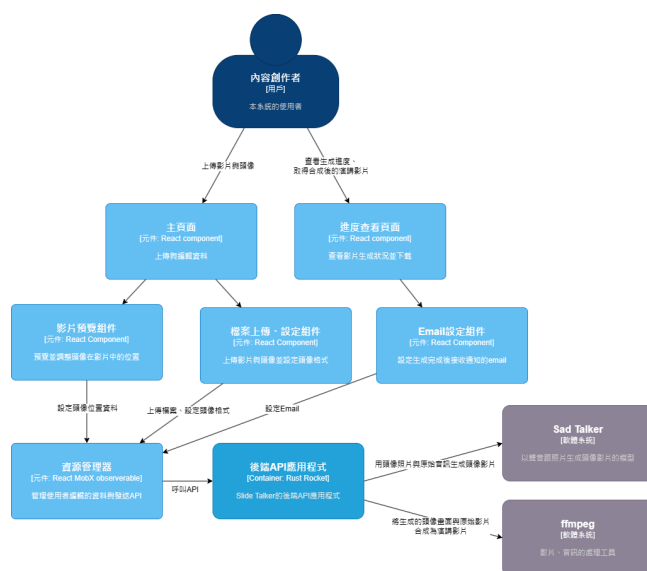 內容創作者
[用戶]
本系統的使用者
上傳影片與頭像
查看生成進度、
取得合成後的演講影片
主頁面
[元件: React component]
上傳與編輯資料
進度查看頁面
[元件: React component]
查看影片生成狀況並下載
影片預覽組件
[元件: React Component]
預覽並調整頭像在影片中的位置
檔案上傳、設定組件
[元件: React Component]
上傳影片與頭像並設定頭像格式
Email設定組件
[元件: React Component]
設定生成完成後接收通知的email
設定頭像位置資料
上傳檔案、設定頭像格式
設定Email
資源管理器
[元件: React MobX observerable]
管理使用者編輯的資料與發送API
呼叫API
後端API應用程式
[Container: Rust Rocket]
Slide Talker的後端API應用程式
用頭像照片與原始音訊生成頭像影片
Sad Talker
[軟體系統]
以聲音跟照片生成頭像影片的模型
將生成的頭像畫面與原始影片
合成為演講影片
ffmpeg
[軟體系統]
影片、音訊的處理工具